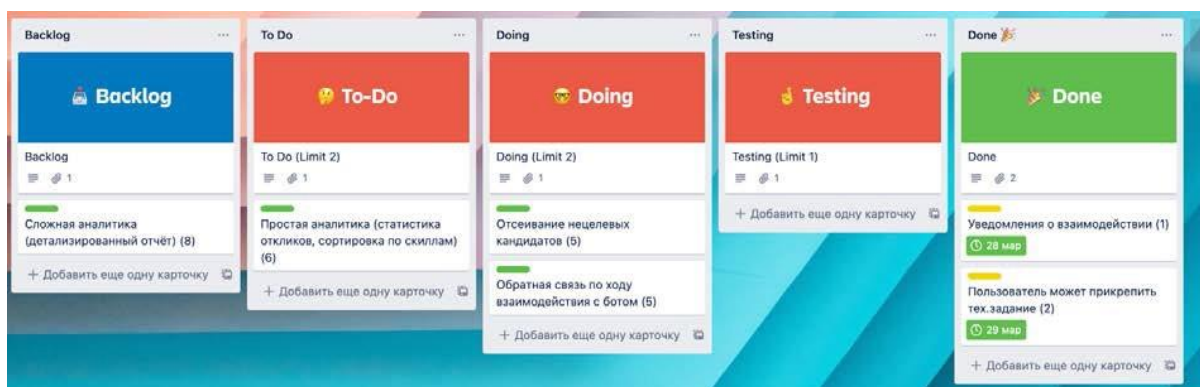 Backlog
Backlog
Backlog
1
Сложная аналитика
(детализированный отчёт) (8)
+ Добавить еще одну карточку
To Do
To-Do
To Do (Limit 2)
1
Простая аналитика (статистика
откликов, сортировка по скиллам)
(6)
+ Добавить еще одну карточку
Doing
Doing
Doing (Limit 2)
1
Отсеивание нецелевых
кандидатов (5)
Обратная связь по ходу
взаимодействия с ботом (5)
+ Добавить еще одну карточку
Testing
Testing
Testing (Limit 1)
1
+ Добавить еще одну карточку
Done 🎉
Done
Done
2
Уведомления о взаимодействии (1)
28 мар
Пользователь может прикрепить
тех.задание (2)
29 мар
+ Добавить еще одну карточку